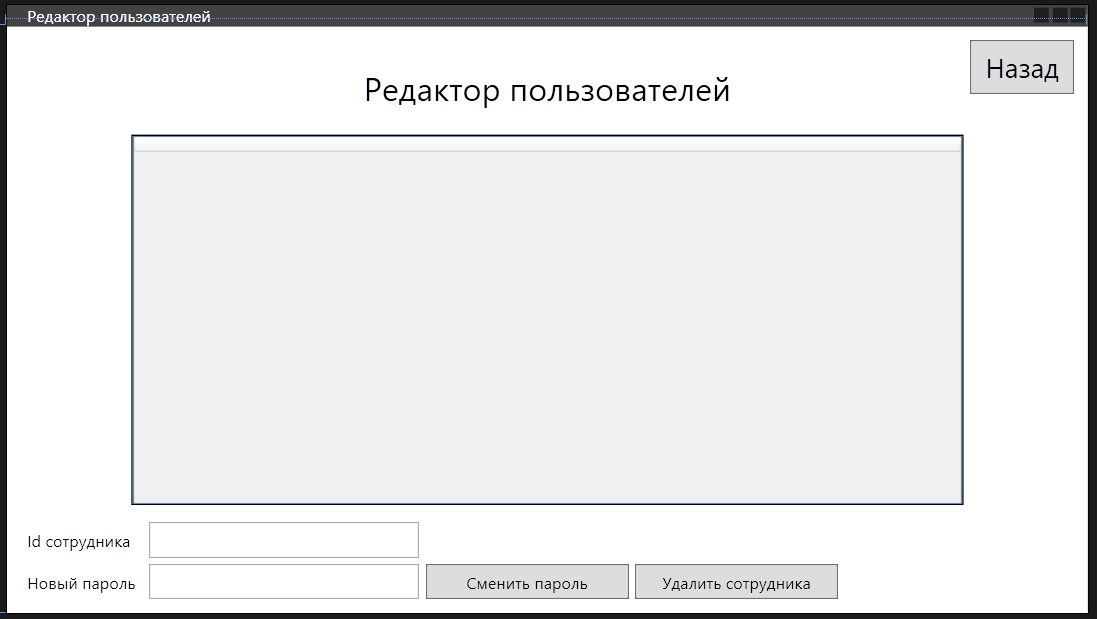 Редактор пользователей
Назад
Редактор пользователей
Id сотрудника
Новый пароль
Сменить пароль
Удалить сотрудника